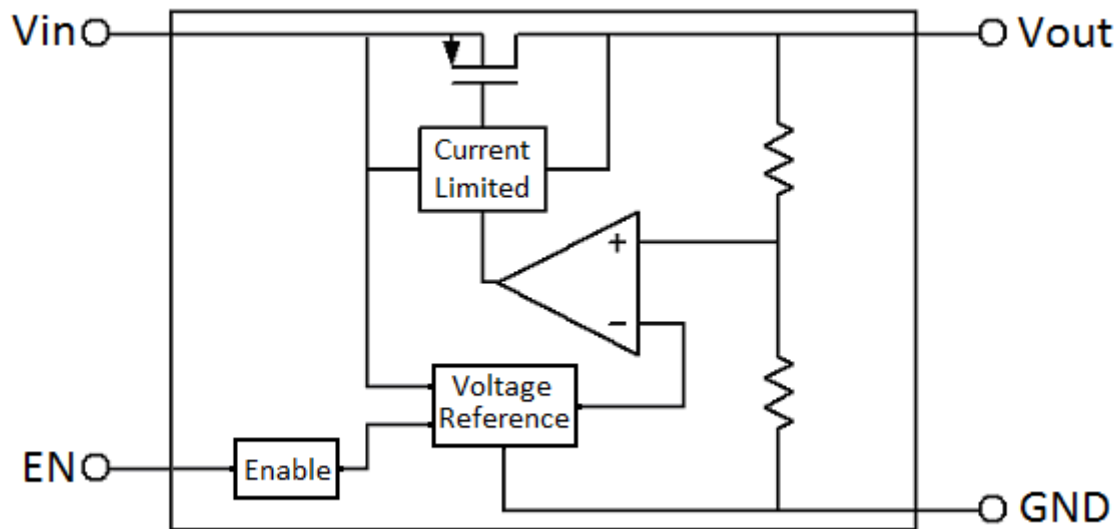 Vin
Vout
Current
Limited
+
−
Voltage
Reference
EN
Enable
GND